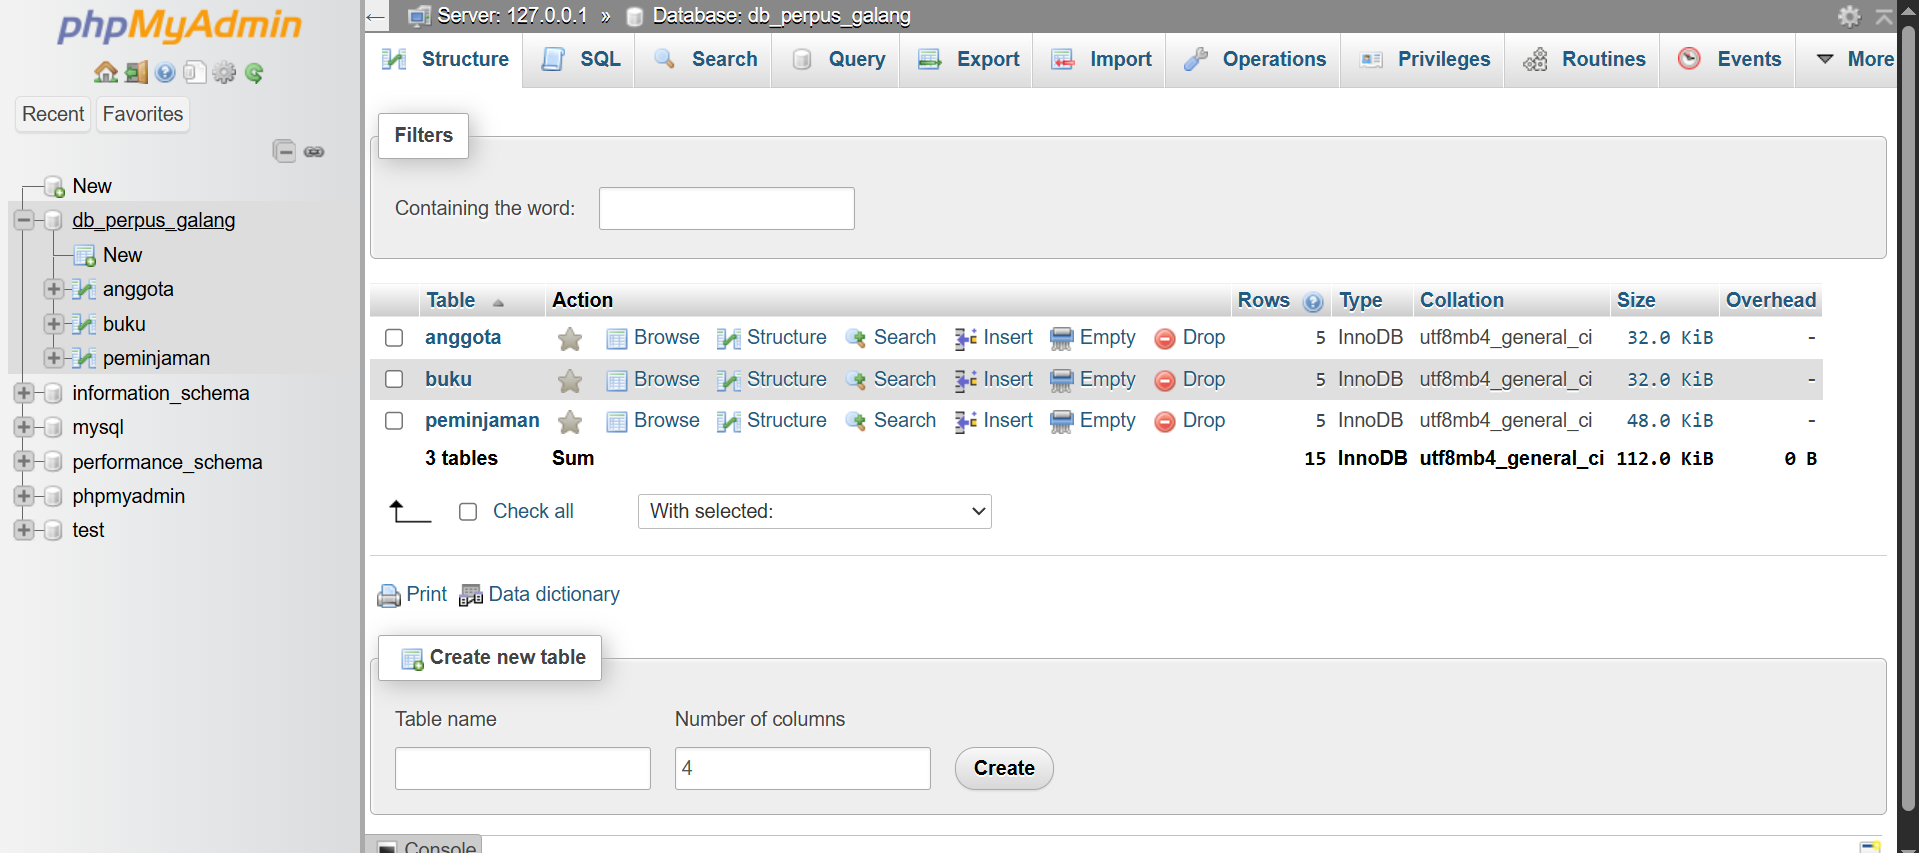 phpMyAdmin
Recent Favorites
New
db_perpus_galang
New
anggota
buku
peminjaman
information_schema
mysql
performance_schema
phpmyadmin
test
Server: 127.0.0.1 » Database: db_perpus_galang
Structure SQL Search Query Export Import Operations Privileges Routines Events More
Filters
Containing the word:
Table Action Rows Type Collation Size Overhead
anggota Browse Structure Search Insert Empty Drop 5 InnoDB utf8mb4_general_ci 32.0 KiB -
buku Browse Structure Search Insert Empty Drop 5 InnoDB utf8mb4_general_ci 32.0 KiB -
peminjaman Browse Structure Search Insert Empty Drop 5 InnoDB utf8mb4_general_ci 48.0 KiB -
3 tables Sum 15 InnoDB utf8mb4_general_ci 112.0 KiB 0 B
Check all With selected:
Print Data dictionary
Create new table
Table name Number of columns
4 Create
Console